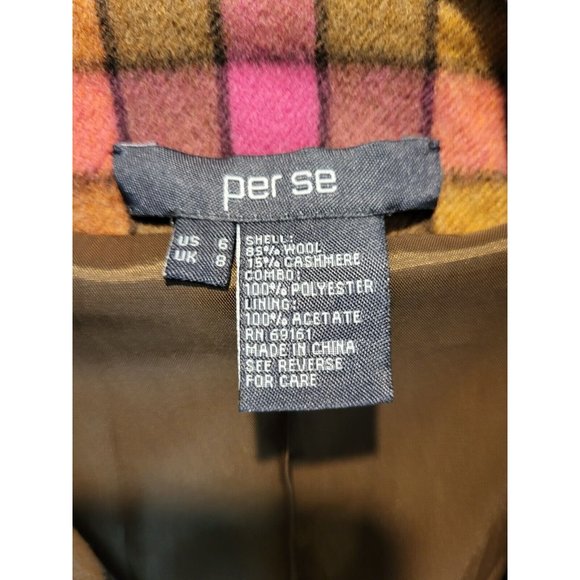 per se
US 6
UK 8
SHELL:
85% WOOL
15% CASHMERE
COMBO:
100% POLYESTER
LINING:
100% ACETATE
RN 69161
MADE IN CHINA
SEE REVERSE
FOR CARE